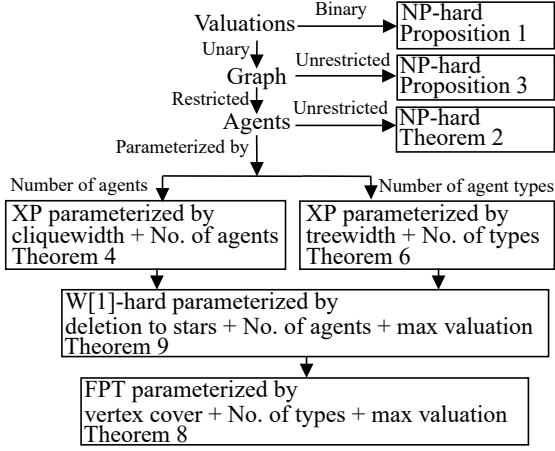 Valuations
Binary
NP-hard
Proposition 1
Unary
Graph
Unrestricted
NP-hard
Proposition 3
Restricted
Agents
Unrestricted
NP-hard
Theorem 2
Parameterized by
Number of agents
Number of agent types
XP parameterized by
cliquewidth + No. of agents
Theorem 4
XP parameterized by
treewidth + No. of types
Theorem 6
W[1]-hard parameterized by
deletion to stars + No. of agents + max valuation
Theorem 9
FPT parameterized by
vertex cover + No. of types + max valuation
Theorem 8